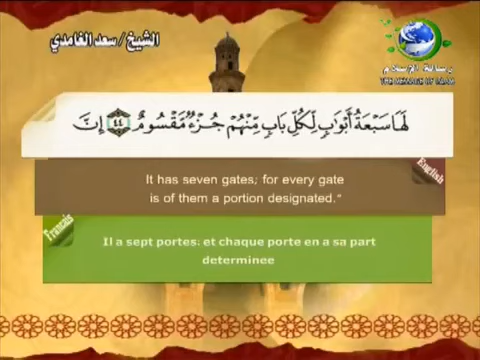 الشيخ / سعد الغامدي
رسالة الإسلام
THE MESSAGE OF ISLAM
لَهَا سَبْعَةُ أَبْوَابٍ لِّكُلِّ بَابٍ مِّنْهُمْ جُزْءٌ مَّقْسُومٌ ٤٤ إِنَّ
English
It has seven gates; for every gate
is of them a portion designated."
Francais
Il a sept portes: et chaque porte en a sa part
determinee